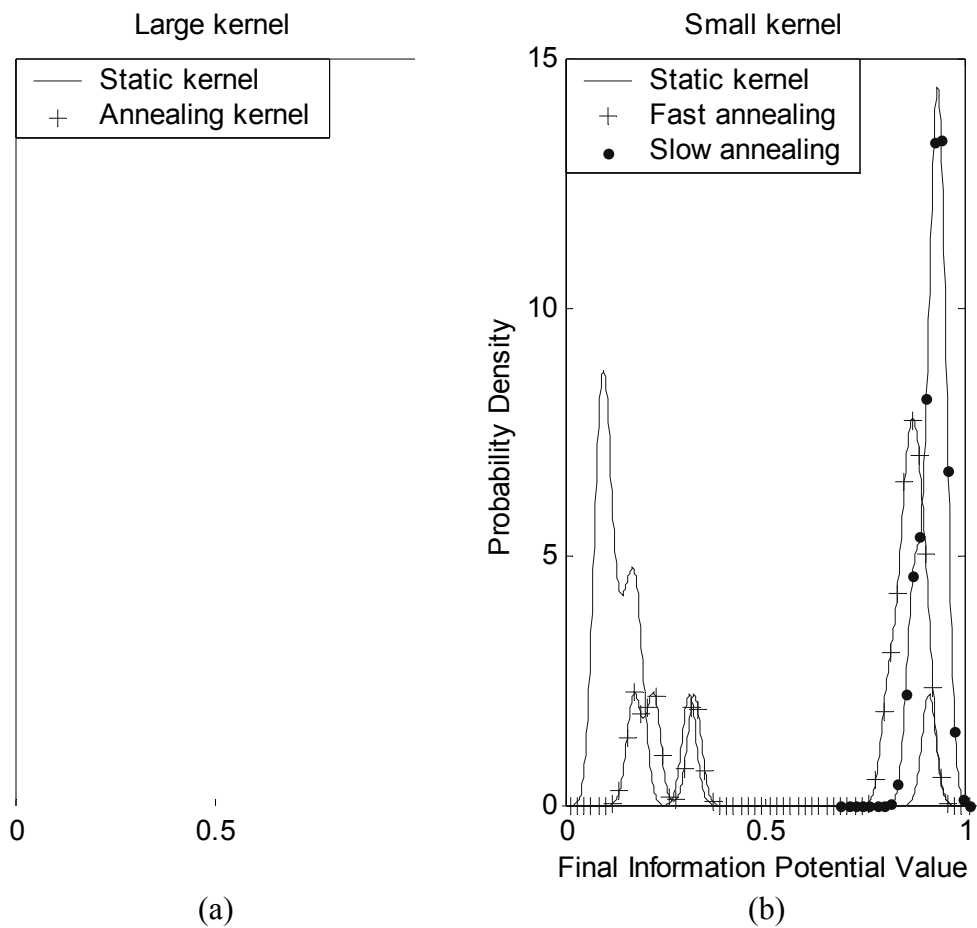 Large kernel
Static kernel
Annealing kernel
0
0.5
(a)
Small kernel
15
Static kernel
Fast annealing
Slow annealing
10
Probability Density
5
0
0
0.5
1
Final Information Potential Value
(b)